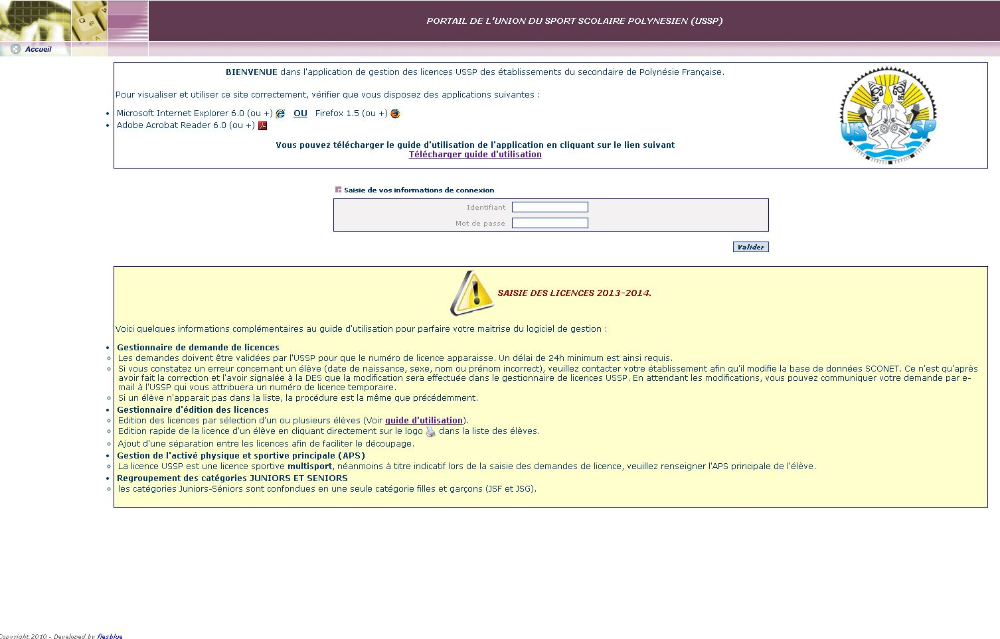 PORTAIL DE L'UNION DU SPORT SCOLAIRE POLYNESIEN (USSP)
Accueil
BIENVENUE dans l'application de gestion des licences USSP des établissements du secondaire de Polynésie Française.
Pour visualiser et utiliser ce site correctement, vérifier que vous disposez des applications suivantes :
Microsoft Internet Explorer 6.0 (ou +) OU Firefox 1.5 (ou +)
Adobe Acrobat Reader 6.0 (ou +)
Vous pouvez télécharger le guide d'utilisation de l'application en cliquant sur le lien suivant
Télécharger guide d'utilisation
US SP
Saisie de vos informations de connexion
Identifiant
Mot de passe
Valider
SAISIE DES LICENCES 2013-2014.
Voici quelques informations complémentaires au guide d'utilisation pour parfaire votre maitrise du logiciel de gestion :
Gestionnaire de demande de licences
Les demandes doivent être validées par l'USSP pour que le numéro de licence apparaisse. Un délai de 24h minimum est ainsi requis.
Si vous constatez un erreur concernant un élève (date de naissance, sexe, nom ou prénom incorrect), veuillez contacter votre établissement afin qu'il modifie la base de données SCONET. Ce n'est qu'après
avoir fait la correction et l'avoir signalée à la DES que la modification sera effectuée dans le gestionnaire de licences USSP. En attendant les modifications, vous pouvez communiquer votre demande par e-
mail à l'USSP qui vous attribuera un numéro de licence temporaire.
Si un élève n'apparait pas dans la liste, la procédure est la même que précédemment.
Gestionnaire d'édition des licences
Edition des licences par sélection d'un ou plusieurs élèves (Voir guide d'utilisation).
Edition rapide de la licence d'un élève en cliquant directement sur le logo dans la liste des élèves.
Ajout d'une séparation entre les licences afin de faciliter le découpage.
Gestion de l'activé physique et sportive principale (APS)
La licence USSP est une licence sportive multisport, néanmoins à titre indicatif lors de la saisie des demandes de licence, veuillez renseigner l'APS principale de l'élève.
Regroupement des catégories JUNIORS ET SENIORS
les catégories Juniors-Séniors sont confondues en une seule catégorie filles et garçons (JSF et JSG).
Copyright 2010 - Developed by flesblue